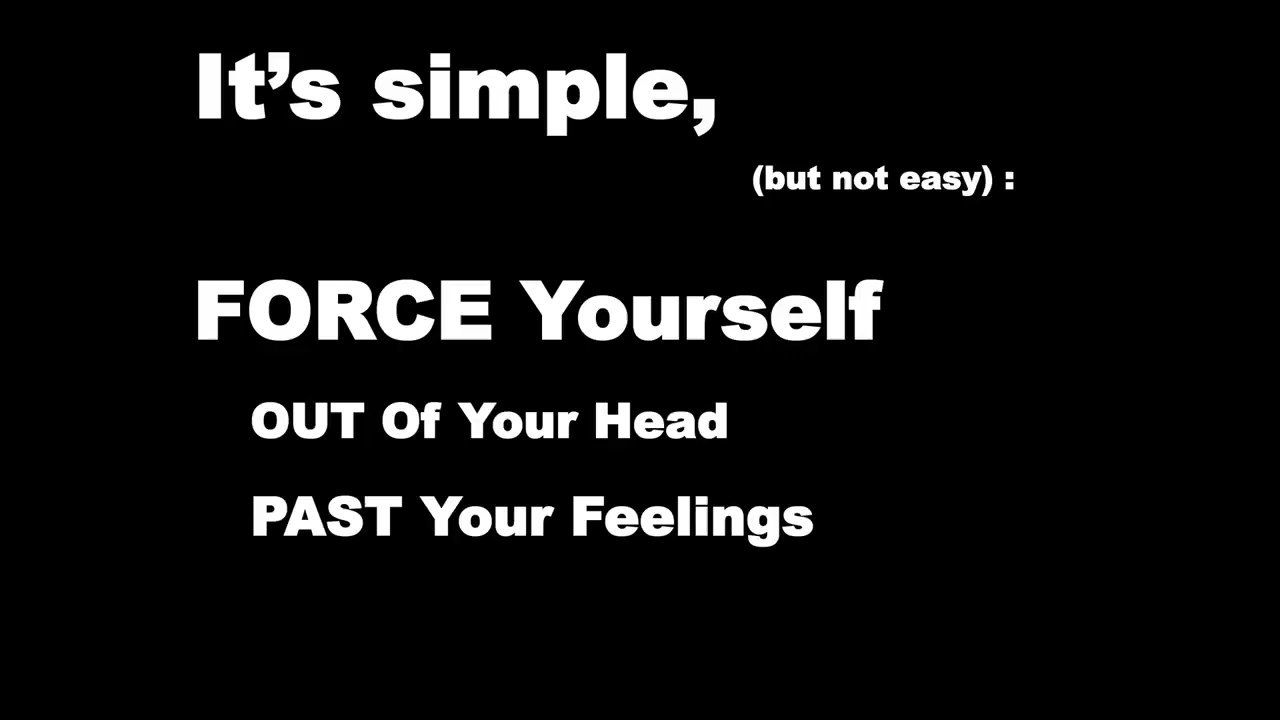 It’s simple,
(but not easy) :
FORCE Yourself
OUT Of Your Head
PAST Your Feelings